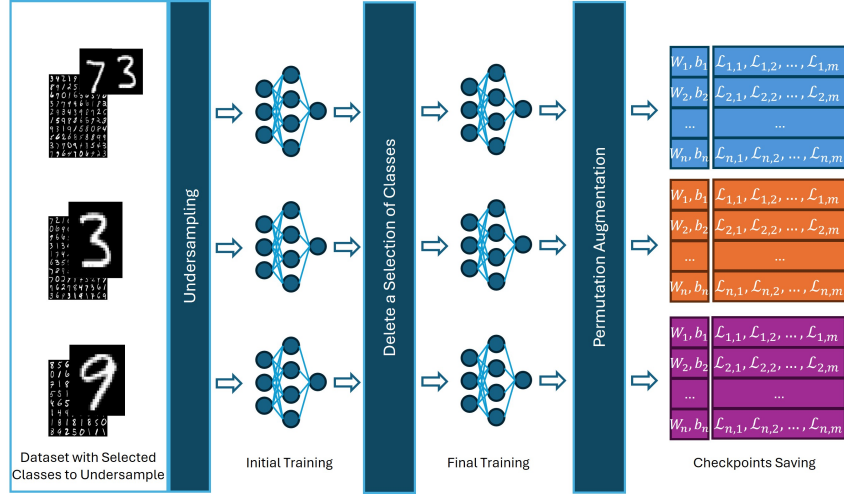 7 3
3
9
Undersampling
Delete a Selection of Classes
Permutation Augmentation
W₁, b₁ ℒ₁,₁, ℒ₁,₂, ..., ℒ₁,ₘ
W₂, b₂ ℒ₂,₁, ℒ₂,₂, ..., ℒ₂,ₘ
... ...
Wₙ, bₙ ℒₙ,₁, ℒₙ,₂, ..., ℒₙ,ₘ
W₁, b₁ ℒ₁,₁, ℒ₁,₂, ..., ℒ₁,ₘ
W₂, b₂ ℒ₂,₁, ℒ₂,₂, ..., ℒ₂,ₘ
... ...
Wₙ, bₙ ℒₙ,₁, ℒₙ,₂, ..., ℒₙ,ₘ
W₁, b₁ ℒ₁,₁, ℒ₁,₂, ..., ℒ₁,ₘ
W₂, b₂ ℒ₂,₁, ℒ₂,₂, ..., ℒ₂,ₘ
... ...
Wₙ, bₙ ℒₙ,₁, ℒₙ,₂, ..., ℒₙ,ₘ
Dataset with Selected
Classes to Undersample
Initial Training
Final Training
Checkpoints Saving